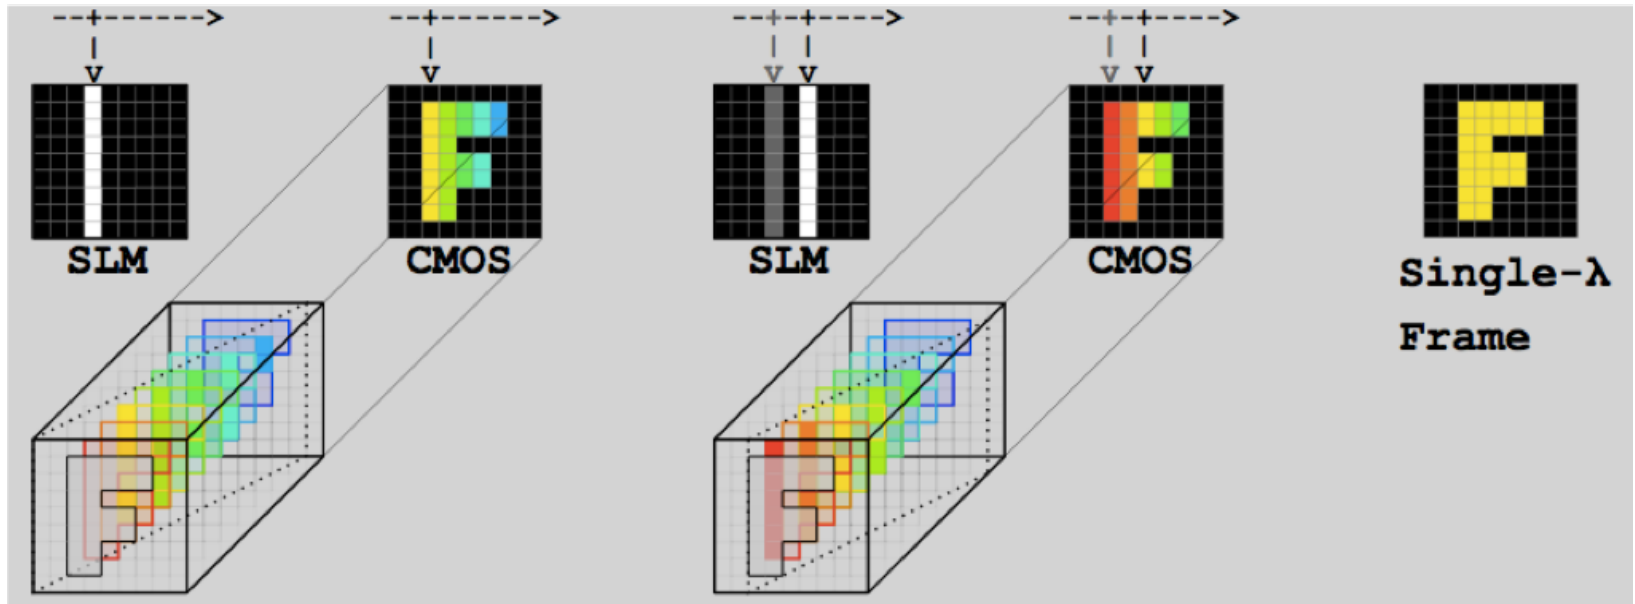 --+----->
|
v
--+----->
|
v
--+-+----->
| |
v v
--+-+----->
| |
v v
SLM
CMOS
SLM
CMOS
Single-λ
Frame